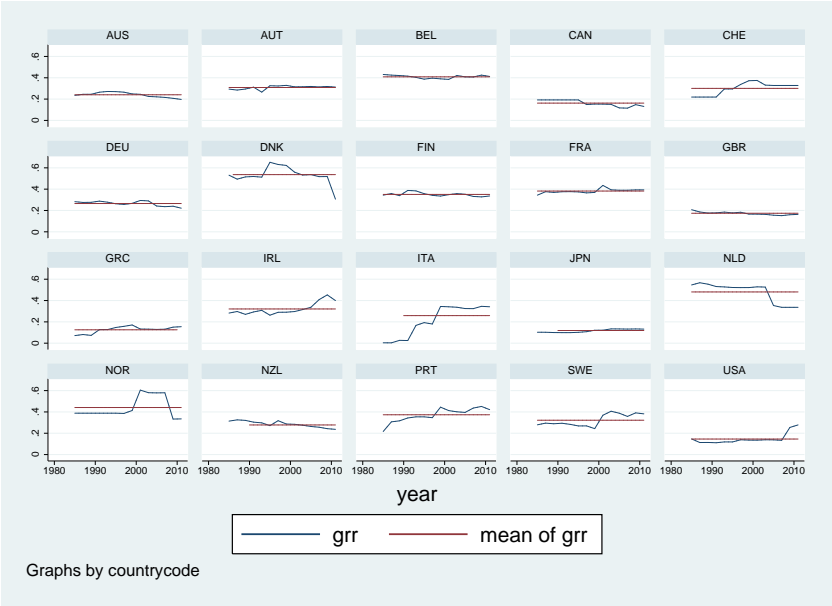 AUS AUT BEL CAN CHE
.6
.4
.2
0
DEU DNK FIN FRA GBR
.6
.4
.2
0
GRC IRL ITA JPN NLD
.6
.4
.2
0
NOR NZL PRT SWE USA
.6
.4
.2
0
1980 1990 2000 2010 1980 1990 2000 2010 1980 1990 2000 2010 1980 1990 2000 2010 1980 1990 2000 2010
year
grr mean of grr
Graphs by countrycode